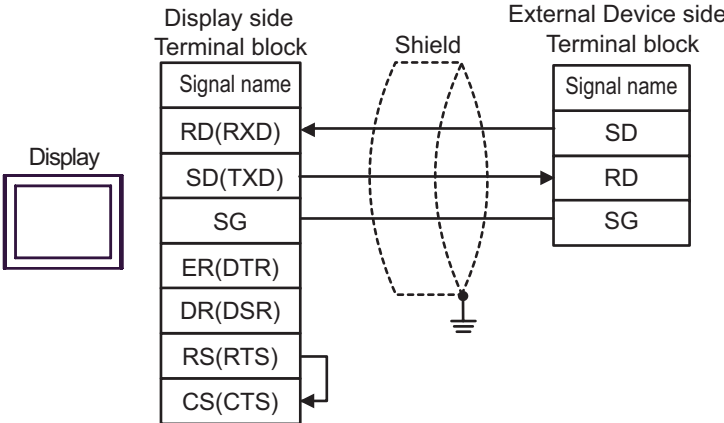 Display side
Terminal block
Shield
External Device side
Terminal block
Signal name
Signal name
RD(RXD)
SD
Display
SD(TXD)
RD
SG
SG
ER(DTR)
DR(DSR)
RS(RTS)
CS(CTS)